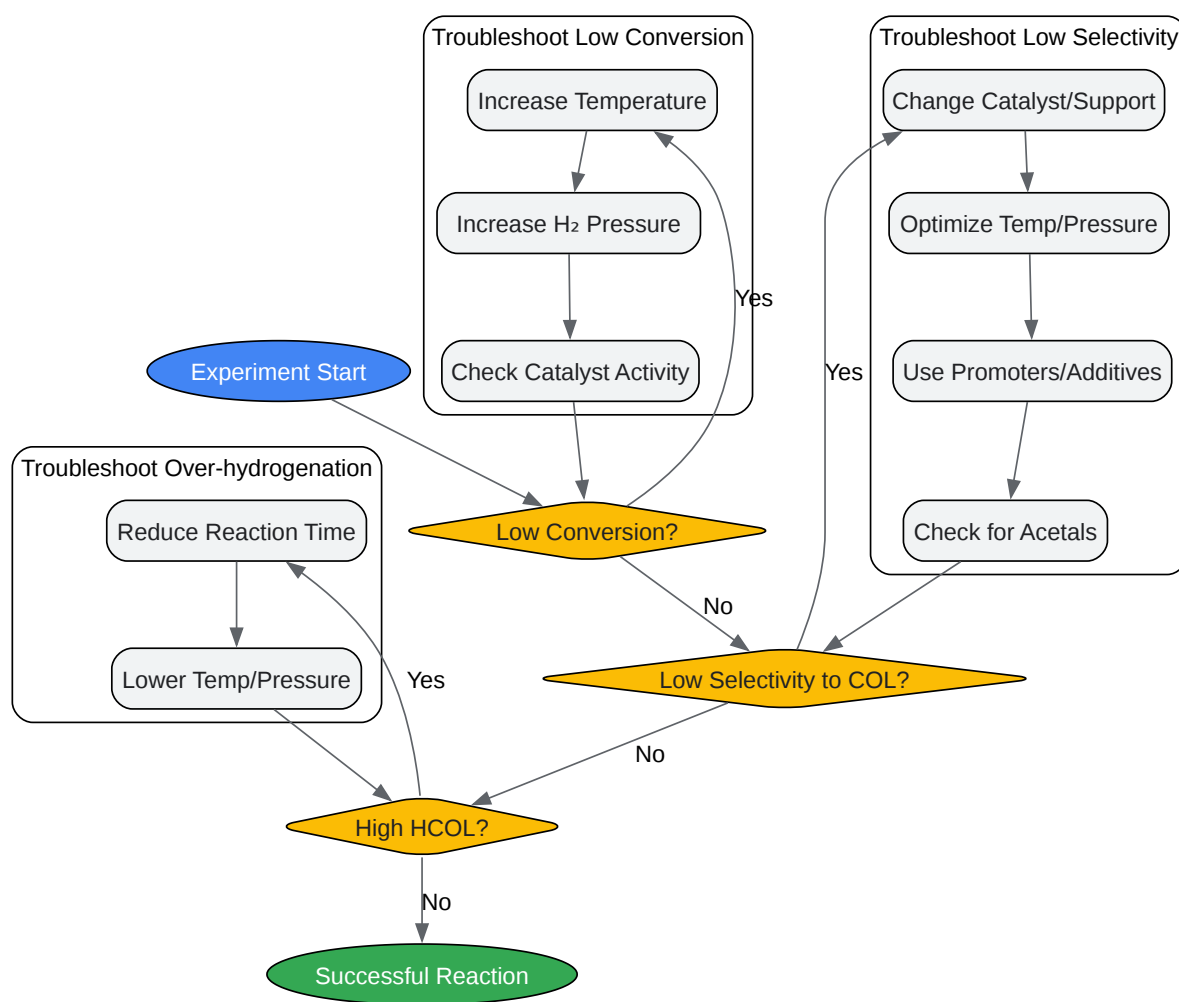 Troubleshoot Low Conversion
Increase Temperature
Increase H₂ Pressure
Check Catalyst Activity
Yes
Troubleshoot Low Selectivity
Change Catalyst/Support
Optimize Temp/Pressure
Use Promoters/Additives
Check for Acetals
Yes
Experiment Start
Low Conversion?
No
Low Selectivity to COL?
No
Troubleshoot Over-hydrogenation
Reduce Reaction Time
Lower Temp/Pressure
Yes
High HCOL?
No
Successful Reaction